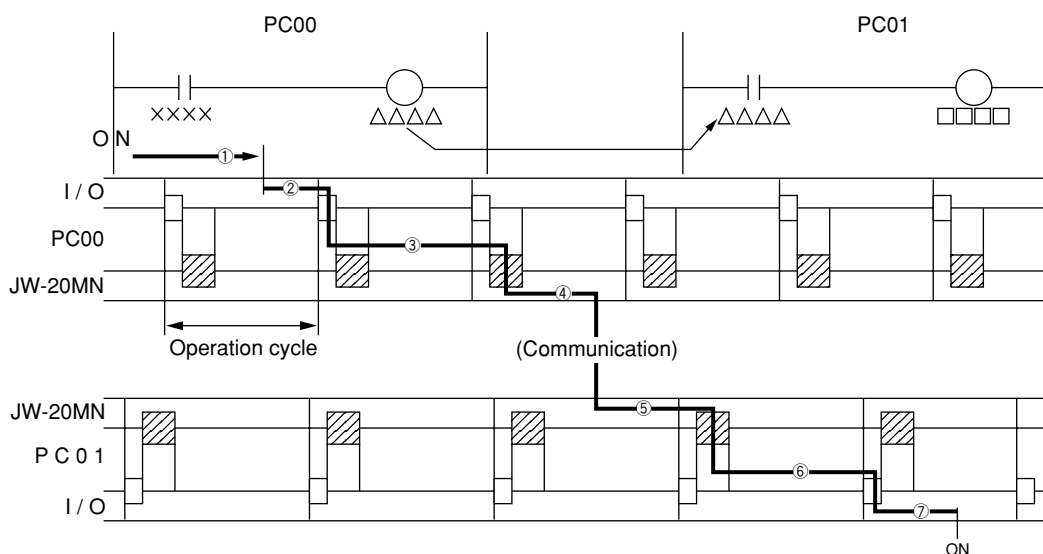 PC00
PC01
××××
△△△△
△△△△
□□□□
ON
①
I / O
②
PC00
③
JW-20MN
④
Operation cycle
(Communication)
JW-20MN
⑤
P C 0 1
⑥
I / O
⑦
ON